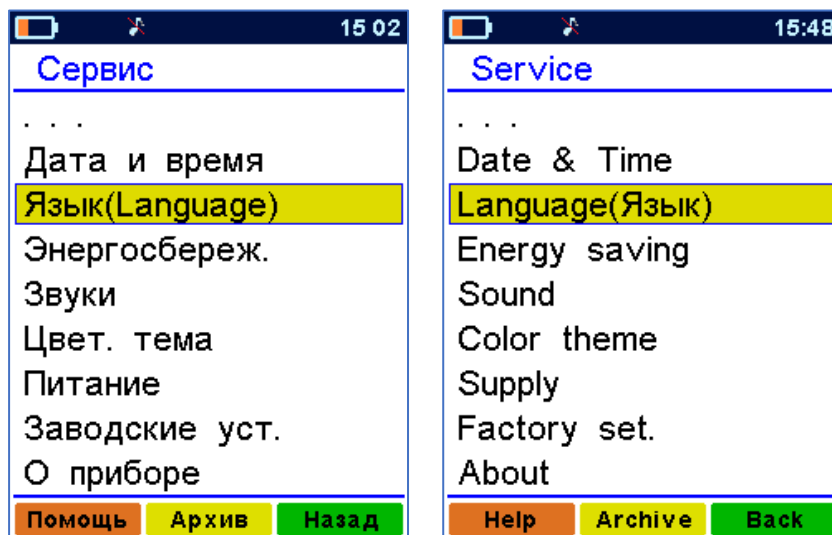 15 02
Сервис
. . .
Дата и время
Язык(Language)
Энергосбереж.
Звуки
Цвет. тема
Питание
Заводские уст.
О приборе
Помощь Архив Назад
15:48
Service
. . .
Date & Time
Language(Язык)
Energy saving
Sound
Color theme
Supply
Factory set.
About
Help Archive Back